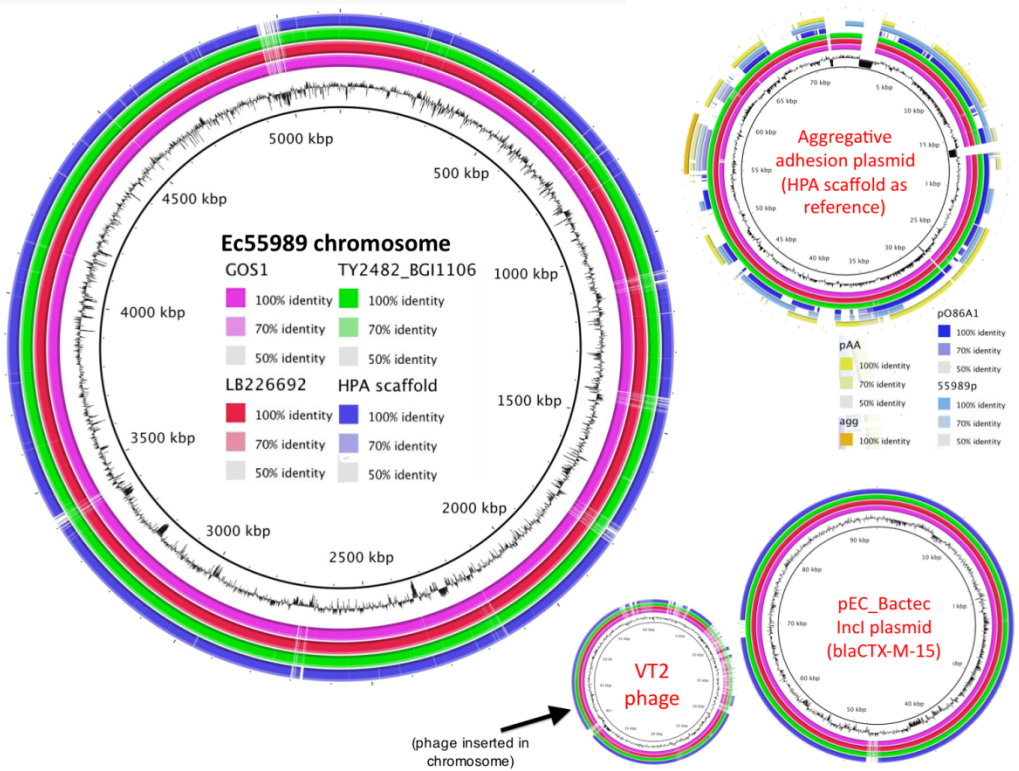 5000 kbp
500 kbp
4500 kbp
1000 kbp
4000 kbp
1500 kbp
3500 kbp
2000 kbp
3000 kbp
2500 kbp
Ec55989 chromosome
GOS1
100% identity
70% identity
50% identity
TY2482_BGI1106
100% identity
70% identity
50% identity
LB226692
100% identity
70% identity
50% identity
HPA scaffold
100% identity
70% identity
50% identity
70 kbp
5 kbp
65 kbp
10 kbp
60 kbp
15 kbp
55 kbp
50 kbp
25 kbp
45 kbp
30 kbp
40 kbp
35 kbp
Aggregative
adhesion plasmid
(HPA scaffold as
reference)
pAA
100% identity
70% identity
50% identity
agg
100% identity
pO86A1
100% identity
70% identity
50% identity
55989p
100% identity
70% identity
50% identity
VT2
phage
(phage inserted in
chromosome)
90 kbp
10 kbp
80 kbp
70 kbp
60 kbp
50 kbp
40 kbp
pEC_Bactec
IncI plasmid
(blaCTX-M-15)